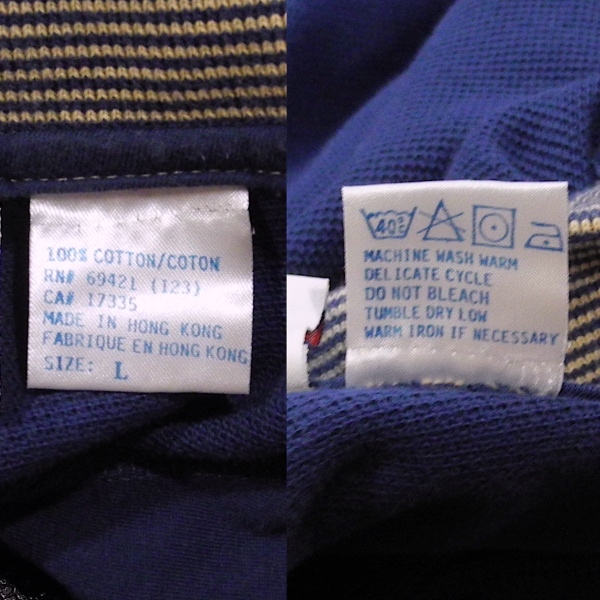 100% COTTON/COTON
RN# 69421 (123)
CA# 17335
MADE IN HONG KONG
FABRIQUE EN HONG KONG
SIZE: L
40°
MACHINE WASH WARM
DELICATE CYCLE
DO NOT BLEACH
TUMBLE DRY LOW
WARM IRON IF NECESSARY